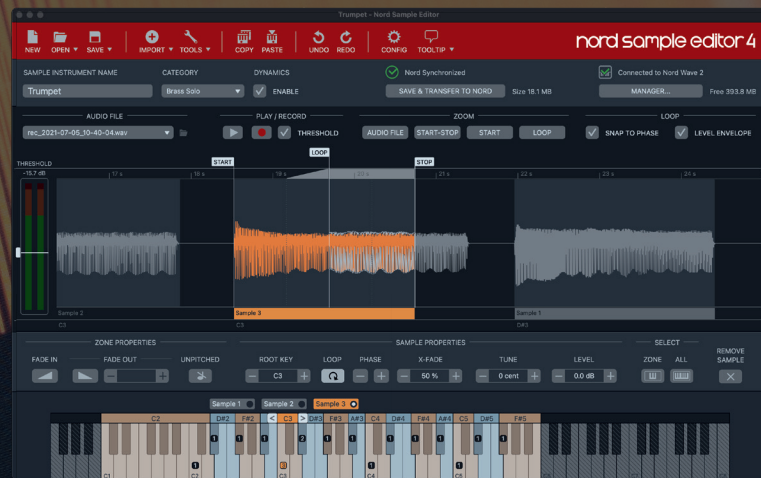 Trumpet - Nord Sample Editor
NEW OPEN SAVE IMPORT TOOLS COPY PASTE UNDO REDO CONFIG TOOLTIP
nord sample editor 4
SAMPLE INSTRUMENT NAME CATEGORY DYNAMICS Nord Synchronized Connected to Nord Wave 2
Trumpet Brass Solo ENABLE SAVE & TRANSFER TO NORD Size 18.1 MB MANAGER... Free 393.8 MB
AUDIO FILE PLAY / RECORD ZOOM LOOP
rec_2021-07-05_10-40-04.wav THRESHOLD AUDIO FILE START-STOP START LOOP SNAP TO PHASE LEVEL ENVELOPE
LOOP
THRESHOLD START STOP
-15.7 dB 17 s 18 s 19 s 20 s 21 s 22 s 23 s 24 s
Sample 2 Sample 3 Sample 1
C3 C3 D#3
ZONE PROPERTIES SAMPLE PROPERTIES SELECT
FADE IN FADE OUT UNPITCHED ROOT KEY LOOP PHASE X-FADE TUNE LEVEL ZONE ALL REMOVE SAMPLE
- + - C3 + - + - 50 % + - 0 cent + - 0.0 dB +
Sample 1 Sample 2 Sample 3
C2 D#2 F#2 < C3 > D#3 F#3 A#3 C4 D#4 F#4 A#4 C5 D#5 F#5